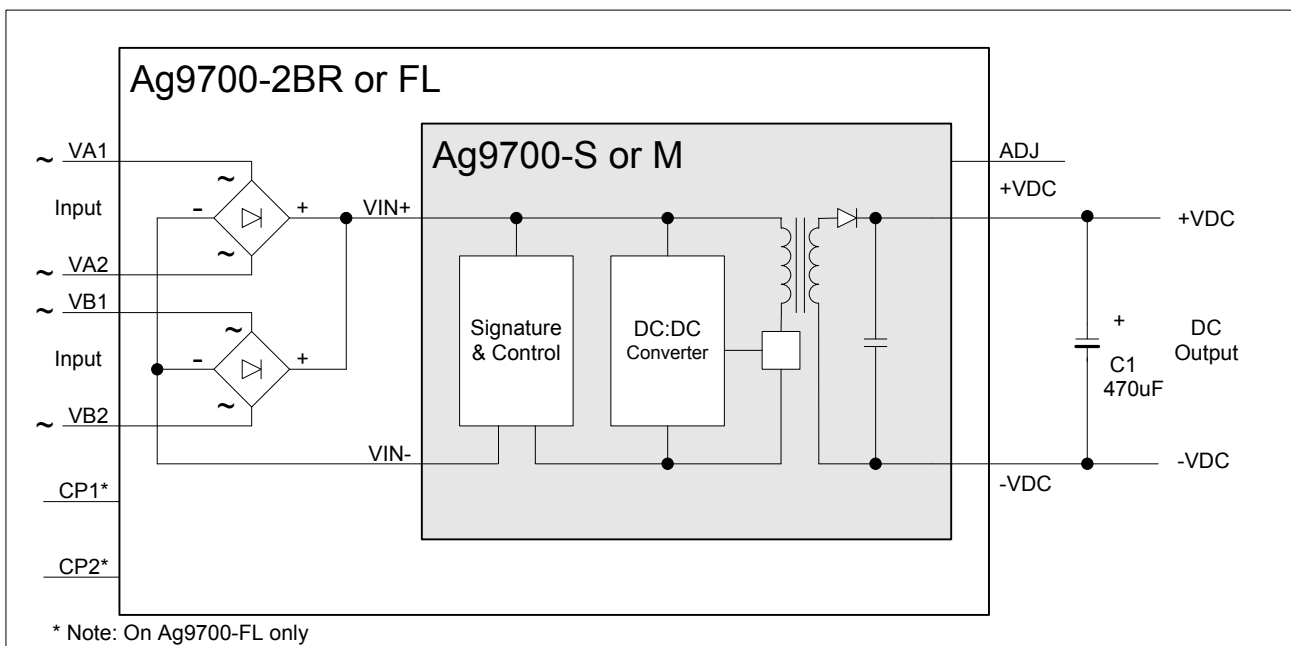 Ag9700-2BR or FL
Ag9700-S or M
~ VA1
Input
~ VA2
~ VB1
Input
~ VB2
CP1*
CP2*
~
- +
~
~
- +
~
VIN+
VIN-
Signature
& Control
DC:DC
Converter
ADJ
+VDC
-VDC
+VDC
+
C1
470uF
DC
Output
-VDC
* Note: On Ag9700-FL only